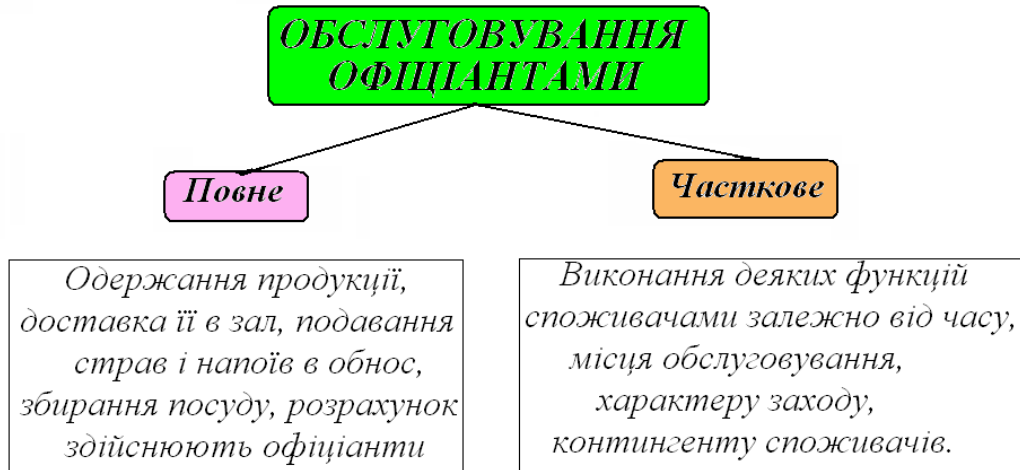 ОБСЛУГОВУВАННЯ
ОФІЦІАНТАМИ
Повне
Часткове
Одержання продукції,
доставка її в зал, подавання
страв і напоїв в обнос,
збирання посуду, розрахунок
здійснюють офіціанти
Виконання деяких функцій
споживачами залежно від часу,
місця обслуговування,
характеру заходу,
контингенту споживачів.